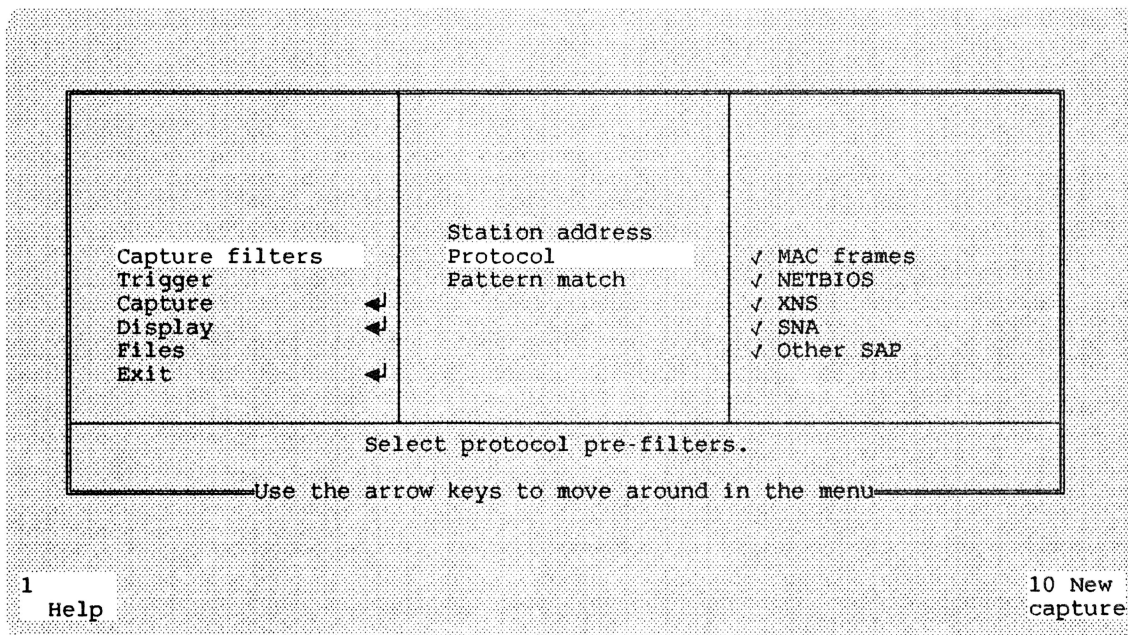 Capture filters
Trigger
Capture
Display
Files
Exit
Station address
Protocol
Pattern match
√ MAC frames
√ NETBIOS
√ XNS
√ SNA
√ Other SAP
Select protocol pre-filters.
Use the arrow keys to move around in the menu
1
Help
10 New
capture